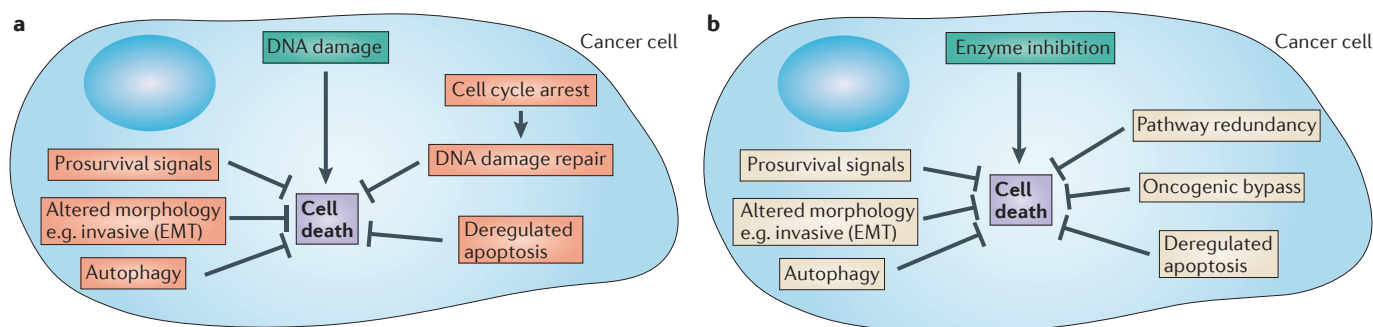 a
DNA damage
Cancer cell
Cell cycle arrest
Prosurvival signals
DNA damage repair
Altered morphology
e.g. invasive (EMT)
Cell
death
Deregulated
apoptosis
Autophagy
b
Enzyme inhibition
Cancer cell
Pathway redundancy
Prosurvival signals
Cell
death
Oncogenic bypass
Altered morphology
e.g. invasive (EMT)
Deregulated
apoptosis
Autophagy